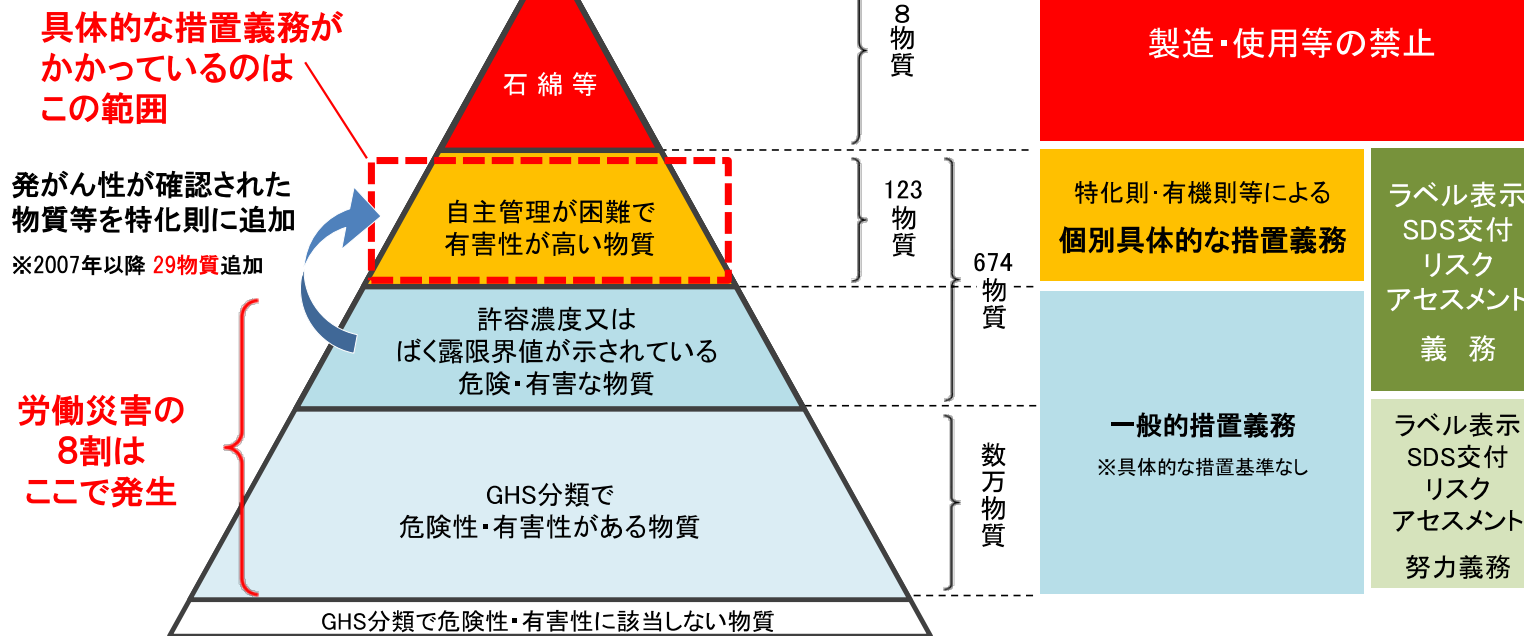 具体的な措置義務が
かかっているのは
この範囲
発がん性が確認された
物質等を特化則に追加
※2007年以降 29物質追加
労働災害の
8割は
ここで発生
石綿等
自主管理が困難で
有害性が高い物質
許容濃度又は
ばく露限界値が示されている
危険・有害な物質
GHS分類で
危険性・有害性がある物質
GHS分類で危険性・有害性に該当しない物質
8物質
123物質
674物質
数万物質
製造・使用等の禁止
特化則・有機則等による
個別具体的な措置義務
一般的措置義務
※具体的な措置基準なし
ラベル表示
SDS交付
リスク
アセスメント
義務
ラベル表示
SDS交付
リスク
アセスメント
努力義務